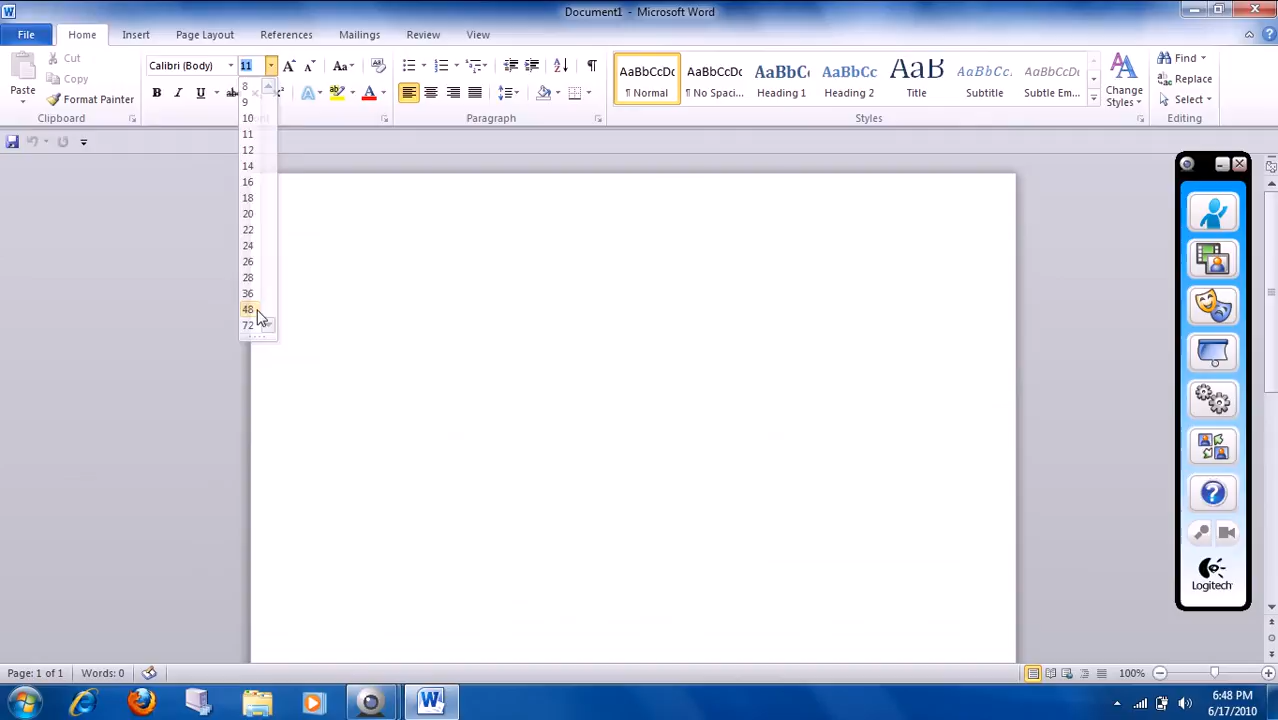 Document1 - Microsoft Word
File Home Insert Page Layout References Mailings Review View
Paste
Cut
Copy
Format Painter
Clipboard
Calibri (Body) 11
Paragraph
AaBbCcDc AaBbCcDc AaBbCc AaBbCc AaB AaBbCcL AaBbCcDc
¶ Normal ¶ No Spaci... Heading 1 Heading 2 Title Subtitle Subtle Em...
Styles
Change
Styles
Find
Replace
Select
Editing
8
9
10
11
12
14
16
18
20
22
24
26
28
36
48
72
Logitech
Page: 1 of 1 Words: 0 100%
6:48 PM
6/17/2010